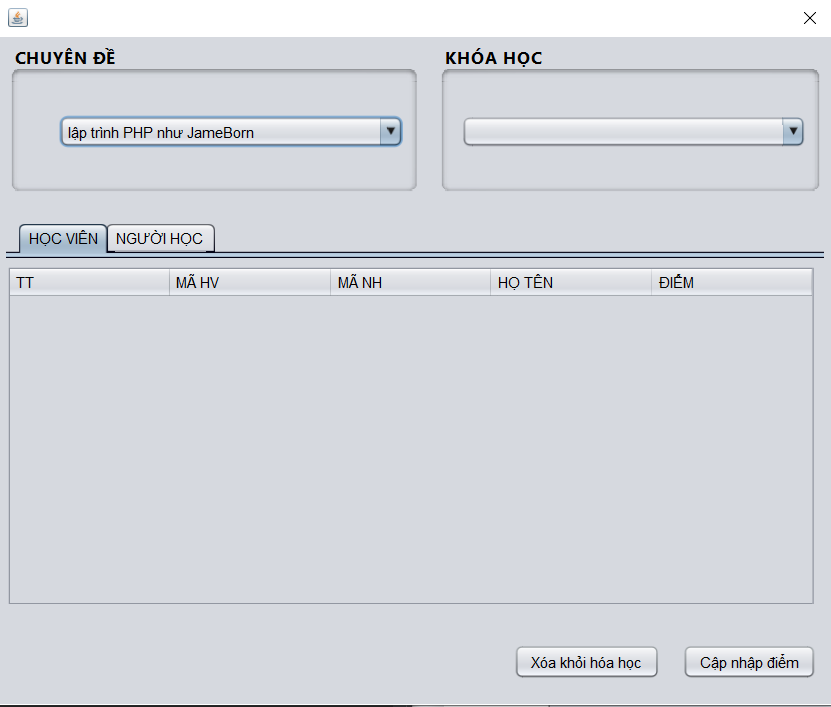 CHUYÊN ĐỀ
KHÓA HỌC
lập trình PHP như JameBorn
HỌC VIÊN
NGƯỜI HỌC
TT
MÃ HV
MÃ NH
HỌ TÊN
ĐIỂM
Xóa khỏi hóa học
Cập nhập điểm